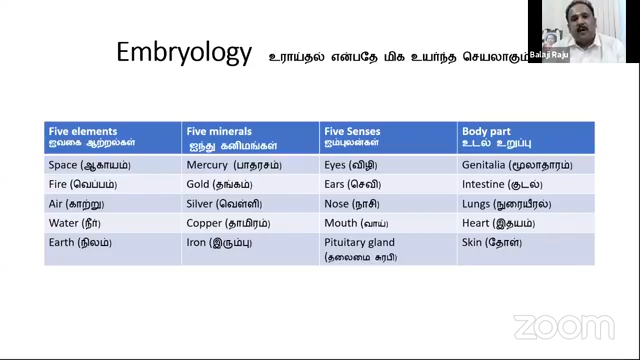 Embryology உராய்தல் என்பதே மிக உயர்ந்த செயலாகும்
Balaji Raju
Five elements Five minerals Five Senses Body part
ஐவகை ஆற்றல்கள் ஐந்து கனிமங்கள் ஐம்புலன்கள் உடல் உறுப்பு
Space (ஆகாயம்) Mercury (பாதரசம்) Eyes (விழி) Genitalia (மூலாதாரம்)
Fire (வெப்பம்) Gold (தங்கம்) Ears (செவி) Intestine (குடல்)
Air (காற்று) Silver (வெள்ளி) Nose (நாசி) Lungs (நுரையீரல்)
Water (நீர்) Copper (தாமிரம்) Mouth (வாய்) Heart (இதயம்)
Earth (நிலம்) Iron (இரும்பு) Pituitary gland Skin (தோள்)
(தலைமை சுரபி)
zoom